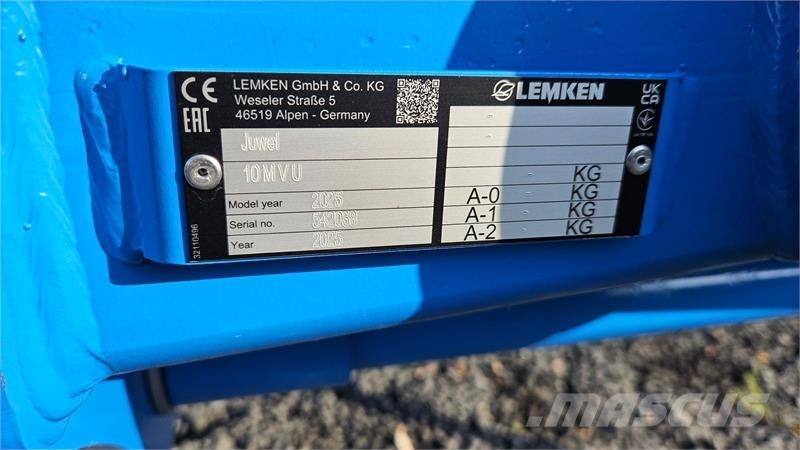 CE
EAC
LEMKEN GmbH & Co. KG
Weseler Straße 5
46519 Alpen - Germany
Juwel
10 M V U
Model year 2025
Serial no. 542038
Year 2025
32110496
LEMKEN
UK
CA
-
-
- KG
A-0 - KG
A-1 - KG
A-2 - KG
MASCUS